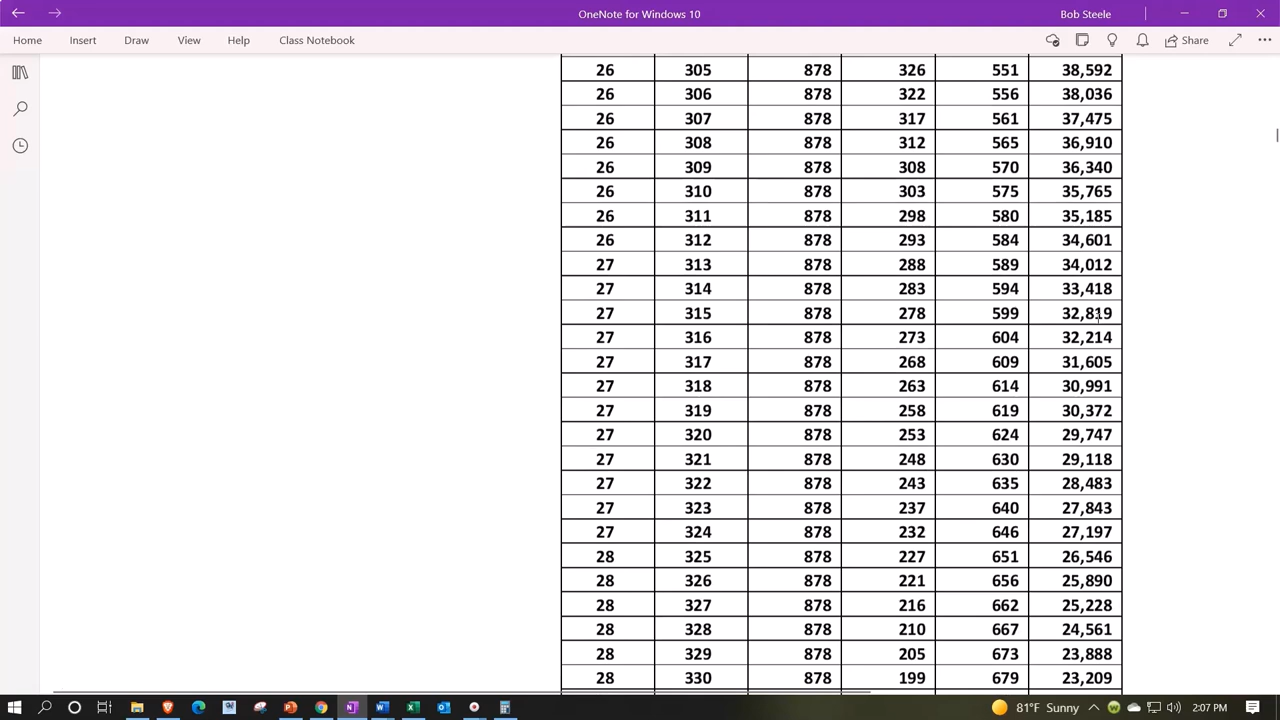 OneNote for Windows 10
Bob Steele
Home Insert Draw View Help Class Notebook Share
26 305 878 326 551 38,592
26 306 878 322 556 38,036
26 307 878 317 561 37,475
26 308 878 312 565 36,910
26 309 878 308 570 36,340
26 310 878 303 575 35,765
26 311 878 298 580 35,185
26 312 878 293 584 34,601
27 313 878 288 589 34,012
27 314 878 283 594 33,418
27 315 878 278 599 32,819
27 316 878 273 604 32,214
27 317 878 268 609 31,605
27 318 878 263 614 30,991
27 319 878 258 619 30,372
27 320 878 253 624 29,747
27 321 878 248 630 29,118
27 322 878 243 635 28,483
27 323 878 237 640 27,843
27 324 878 232 646 27,197
28 325 878 227 651 26,546
28 326 878 221 656 25,890
28 327 878 216 662 25,228
28 328 878 210 667 24,561
28 329 878 205 673 23,888
28 330 878 199 679 23,209
81°F Sunny 2:07 PM